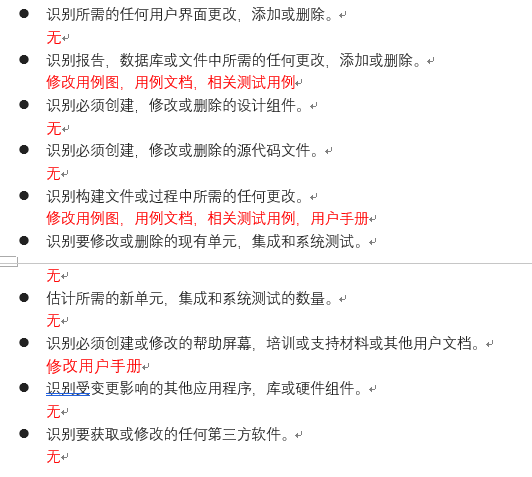 ● 识别所需的任何用户界面更改，添加或删除。
无
● 识别报告，数据库或文件中所需的任何更改，添加或删除。
修改用例图，用例文档，相关测试用例
● 识别必须创建，修改或删除的设计组件。
无
● 识别必须创建，修改或删除的源代码文件。
无
● 识别构建文件或过程中所需的任何更改。
修改用例图，用例文档，相关测试用例，用户手册
● 识别要修改或删除的现有单元，集成和系统测试。
无
● 估计所需的新单元，集成和系统测试的数量。
无
● 识别必须创建或修改的帮助屏幕，培训或支持材料或其他用户文档。
修改用户手册
● 识别受变更影响的其他应用程序，库或硬件组件。
无
● 识别要获取或修改的任何第三方软件。
无